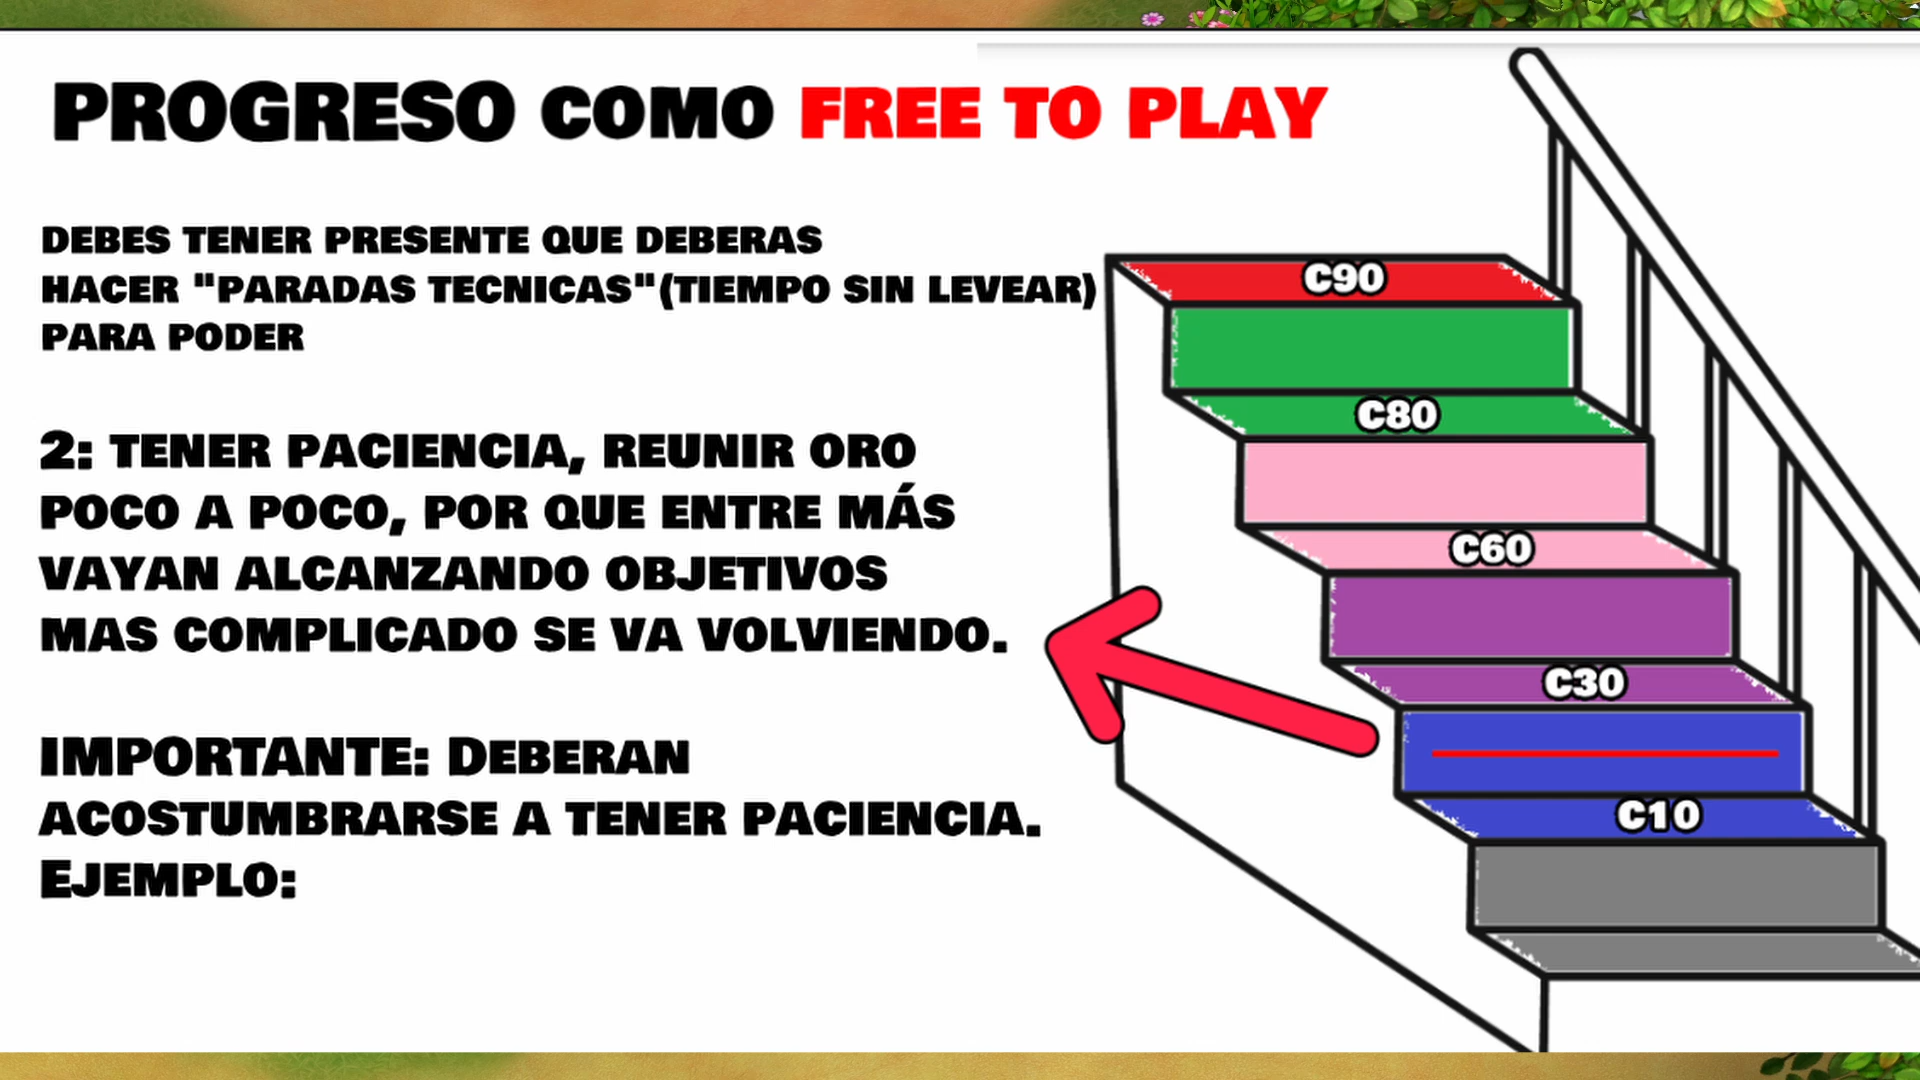 PROGRESO COMO FREE TO PLAY
DEBES TENER PRESENTE QUE DEBERAS
HACER "PARADAS TECNICAS"(TIEMPO SIN LEVEAR)
PARA PODER
2: TENER PACIENCIA, REUNIR ORO
POCO A POCO, POR QUE ENTRE MÁS
VAYAN ALCANZANDO OBJETIVOS
MAS COMPLICADO SE VA VOLVIENDO.
IMPORTANTE: DEBERAN
ACOSTUMBRARSE A TENER PACIENCIA.
EJEMPLO:
C90
C80
C60
C30
C10